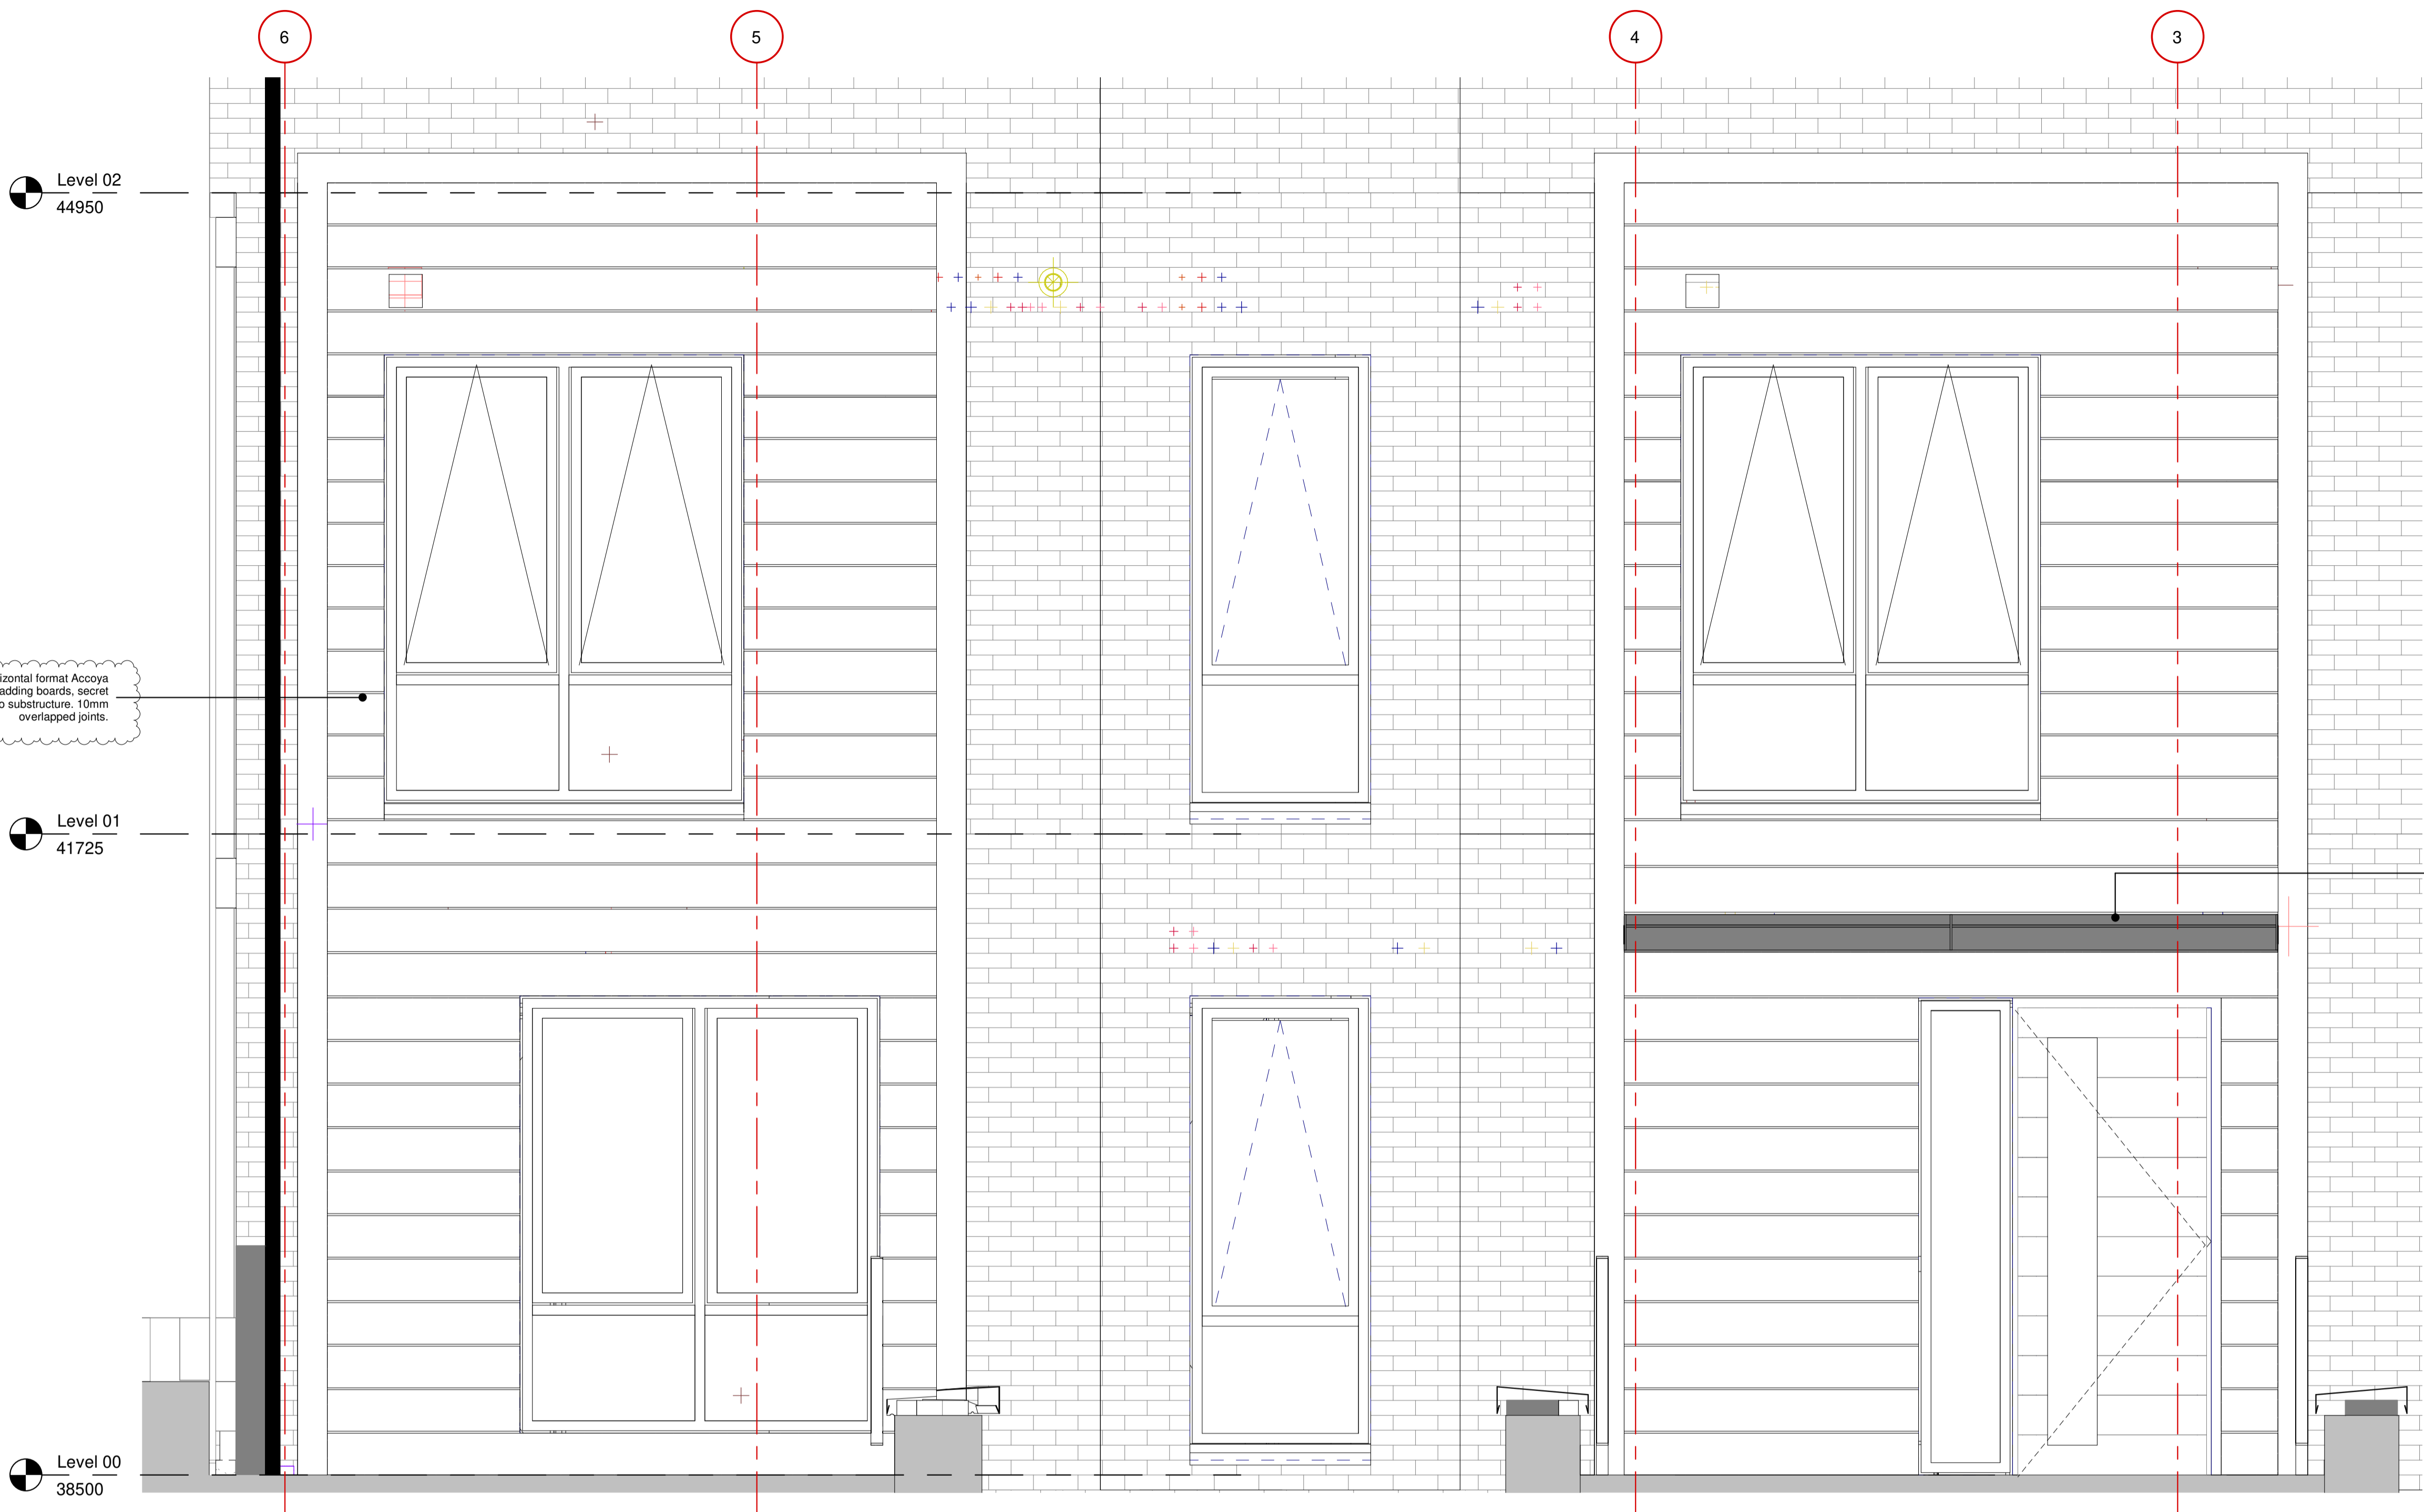 6
5
4
3
Level 02
44950
izontal format Accoya
adding boards, secret
o substructure. 10mm
overlapped joints.
Level 01
41725
Level 00
38500